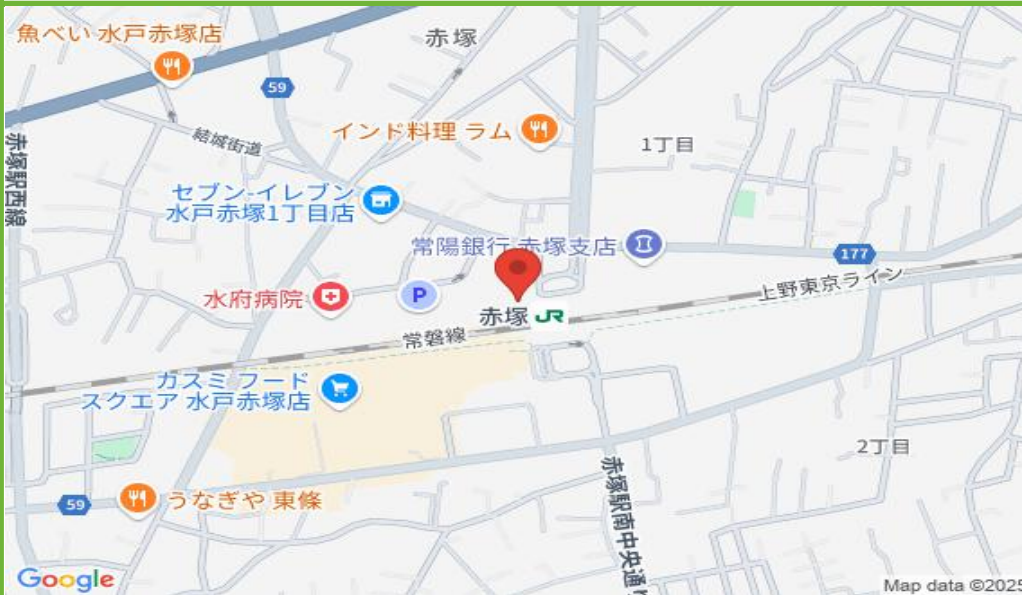 魚べい 水戸赤塚店
赤塚
59
結城街道
インド料理 ラム
1丁目
赤塚駅西線
セブン-イレブン
水戸赤塚1丁目店
常陽銀行 赤塚支店
177
上野東京ライン
水府病院
P
赤塚 JR
常磐線
カスミ フード
スクエア 水戸赤塚店
2丁目
59
うなぎや 東條
赤塚駅南中央通り
Google
Map data ©2025